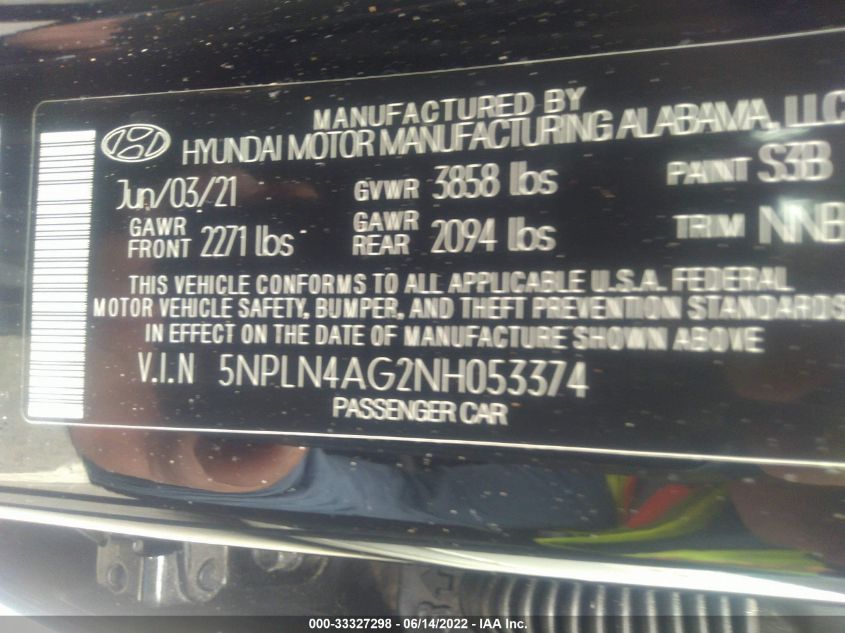 MANUFACTURED BY
HYUNDAI MOTOR MANUFACTURING ALABAMA, LLC
Jun/03/21 GVWR 3858 lbs PAINT S3B
GAWR FRONT 2271 lbs GAWR REAR 2094 lbs TRIM NNB
THIS VEHICLE CONFORMS TO ALL APPLICABLE U.S.A. FEDERAL
MOTOR VEHICLE SAFETY, BUMPER, AND THEFT PREVENTION STANDARDS
IN EFFECT ON THE DATE OF MANUFACTURE SHOWN ABOVE
V.I.N 5NPLN4AG2NH053374
PASSENGER CAR
000-33327298 - 06/14/2022 - IAA Inc.